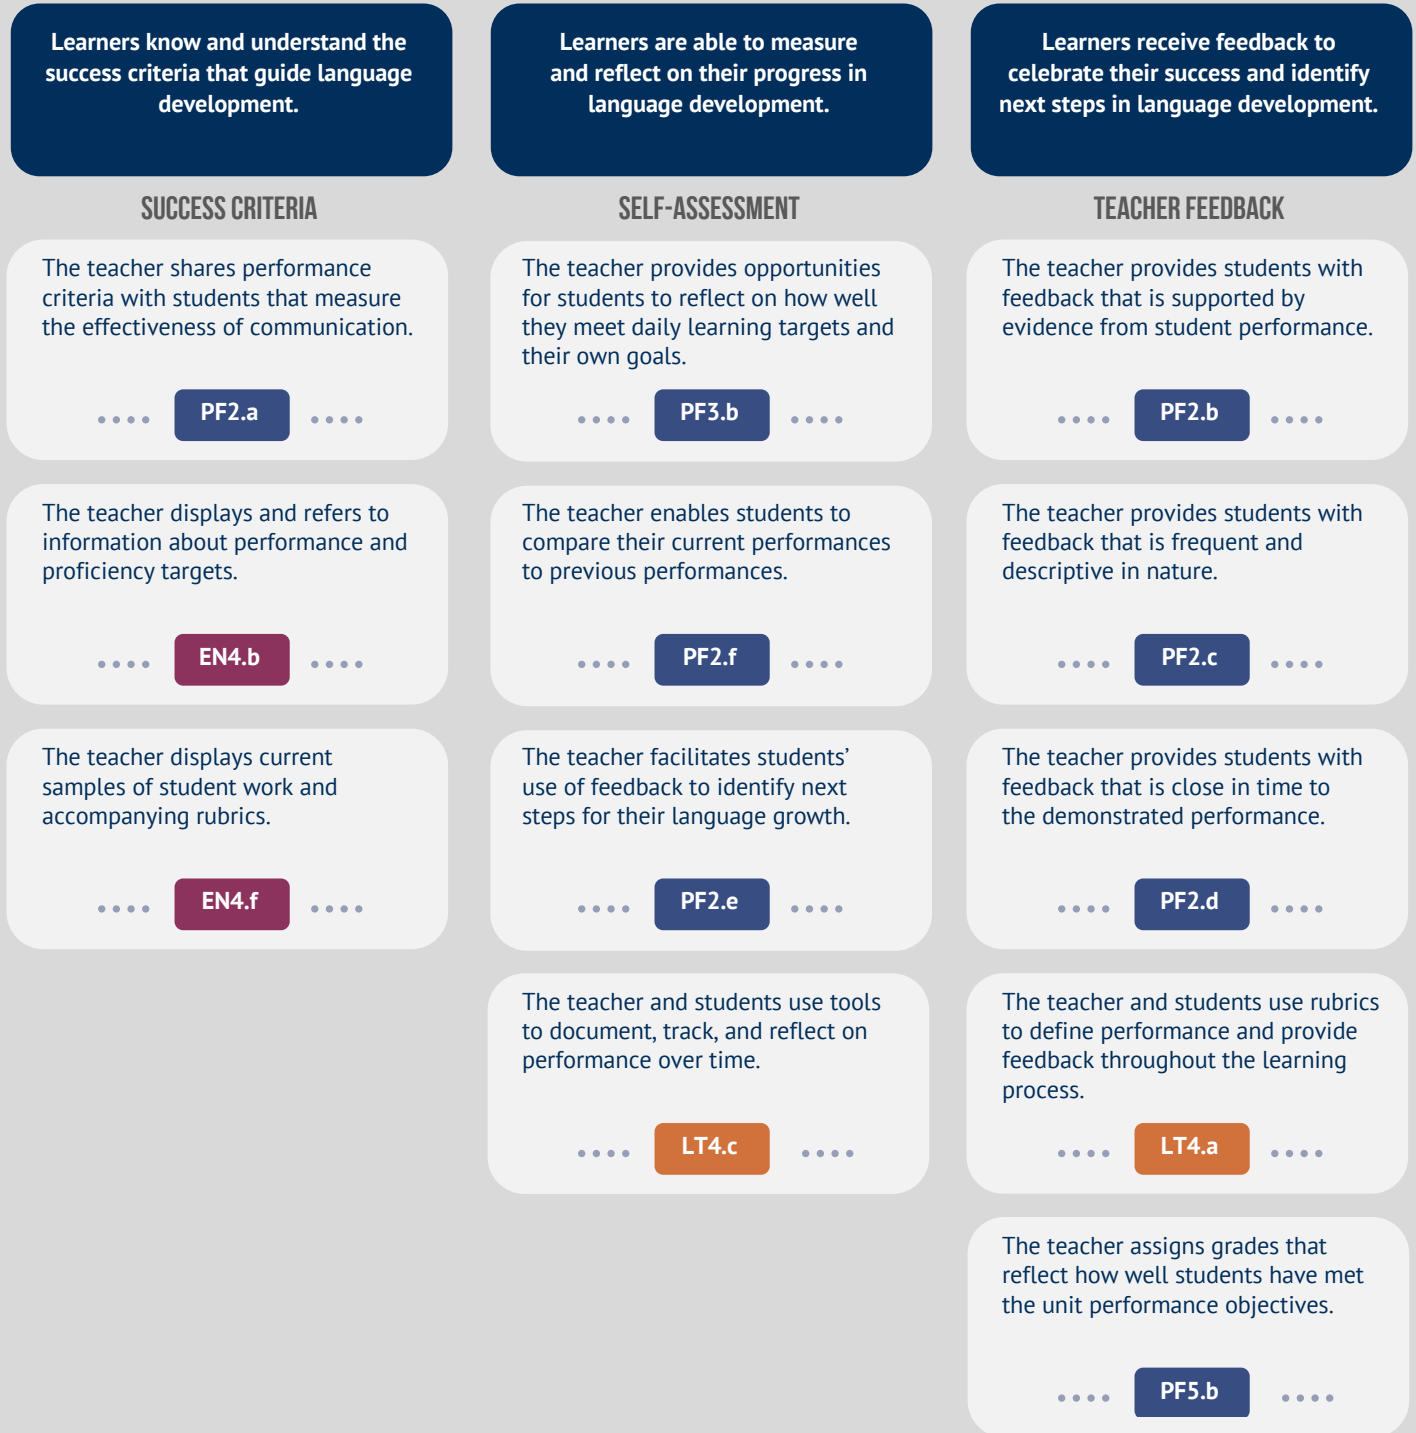 Learners know and understand the
success criteria that guide language
development.
SUCCESS CRITERIA
The teacher shares performance
criteria with students that measure
the effectiveness of communication.
PF2.a
The teacher displays and refers to
information about performance and
proficiency targets.
EN4.b
The teacher displays current
samples of student work and
accompanying rubrics.
EN4.f
Learners are able to measure
and reflect on their progress in
language development.
SELF-ASSESSMENT
The teacher provides opportunities
for students to reflect on how well
they meet daily learning targets and
their own goals.
PF3.b
The teacher enables students to
compare their current performances
to previous performances.
PF2.f
The teacher facilitates students’
use of feedback to identify next
steps for their language growth.
PF2.e
The teacher and students use tools
to document, track, and reflect on
performance over time.
LT4.c
Learners receive feedback to
celebrate their success and identify
next steps in language development.
TEACHER FEEDBACK
The teacher provides students with
feedback that is supported by
evidence from student performance.
PF2.b
The teacher provides students with
feedback that is frequent and
descriptive in nature.
PF2.c
The teacher provides students with
feedback that is close in time to
the demonstrated performance.
PF2.d
The teacher and students use rubrics
to define performance and provide
feedback throughout the learning
process.
LT4.a
The teacher assigns grades that
reflect how well students have met
the unit performance objectives.
PF5.b